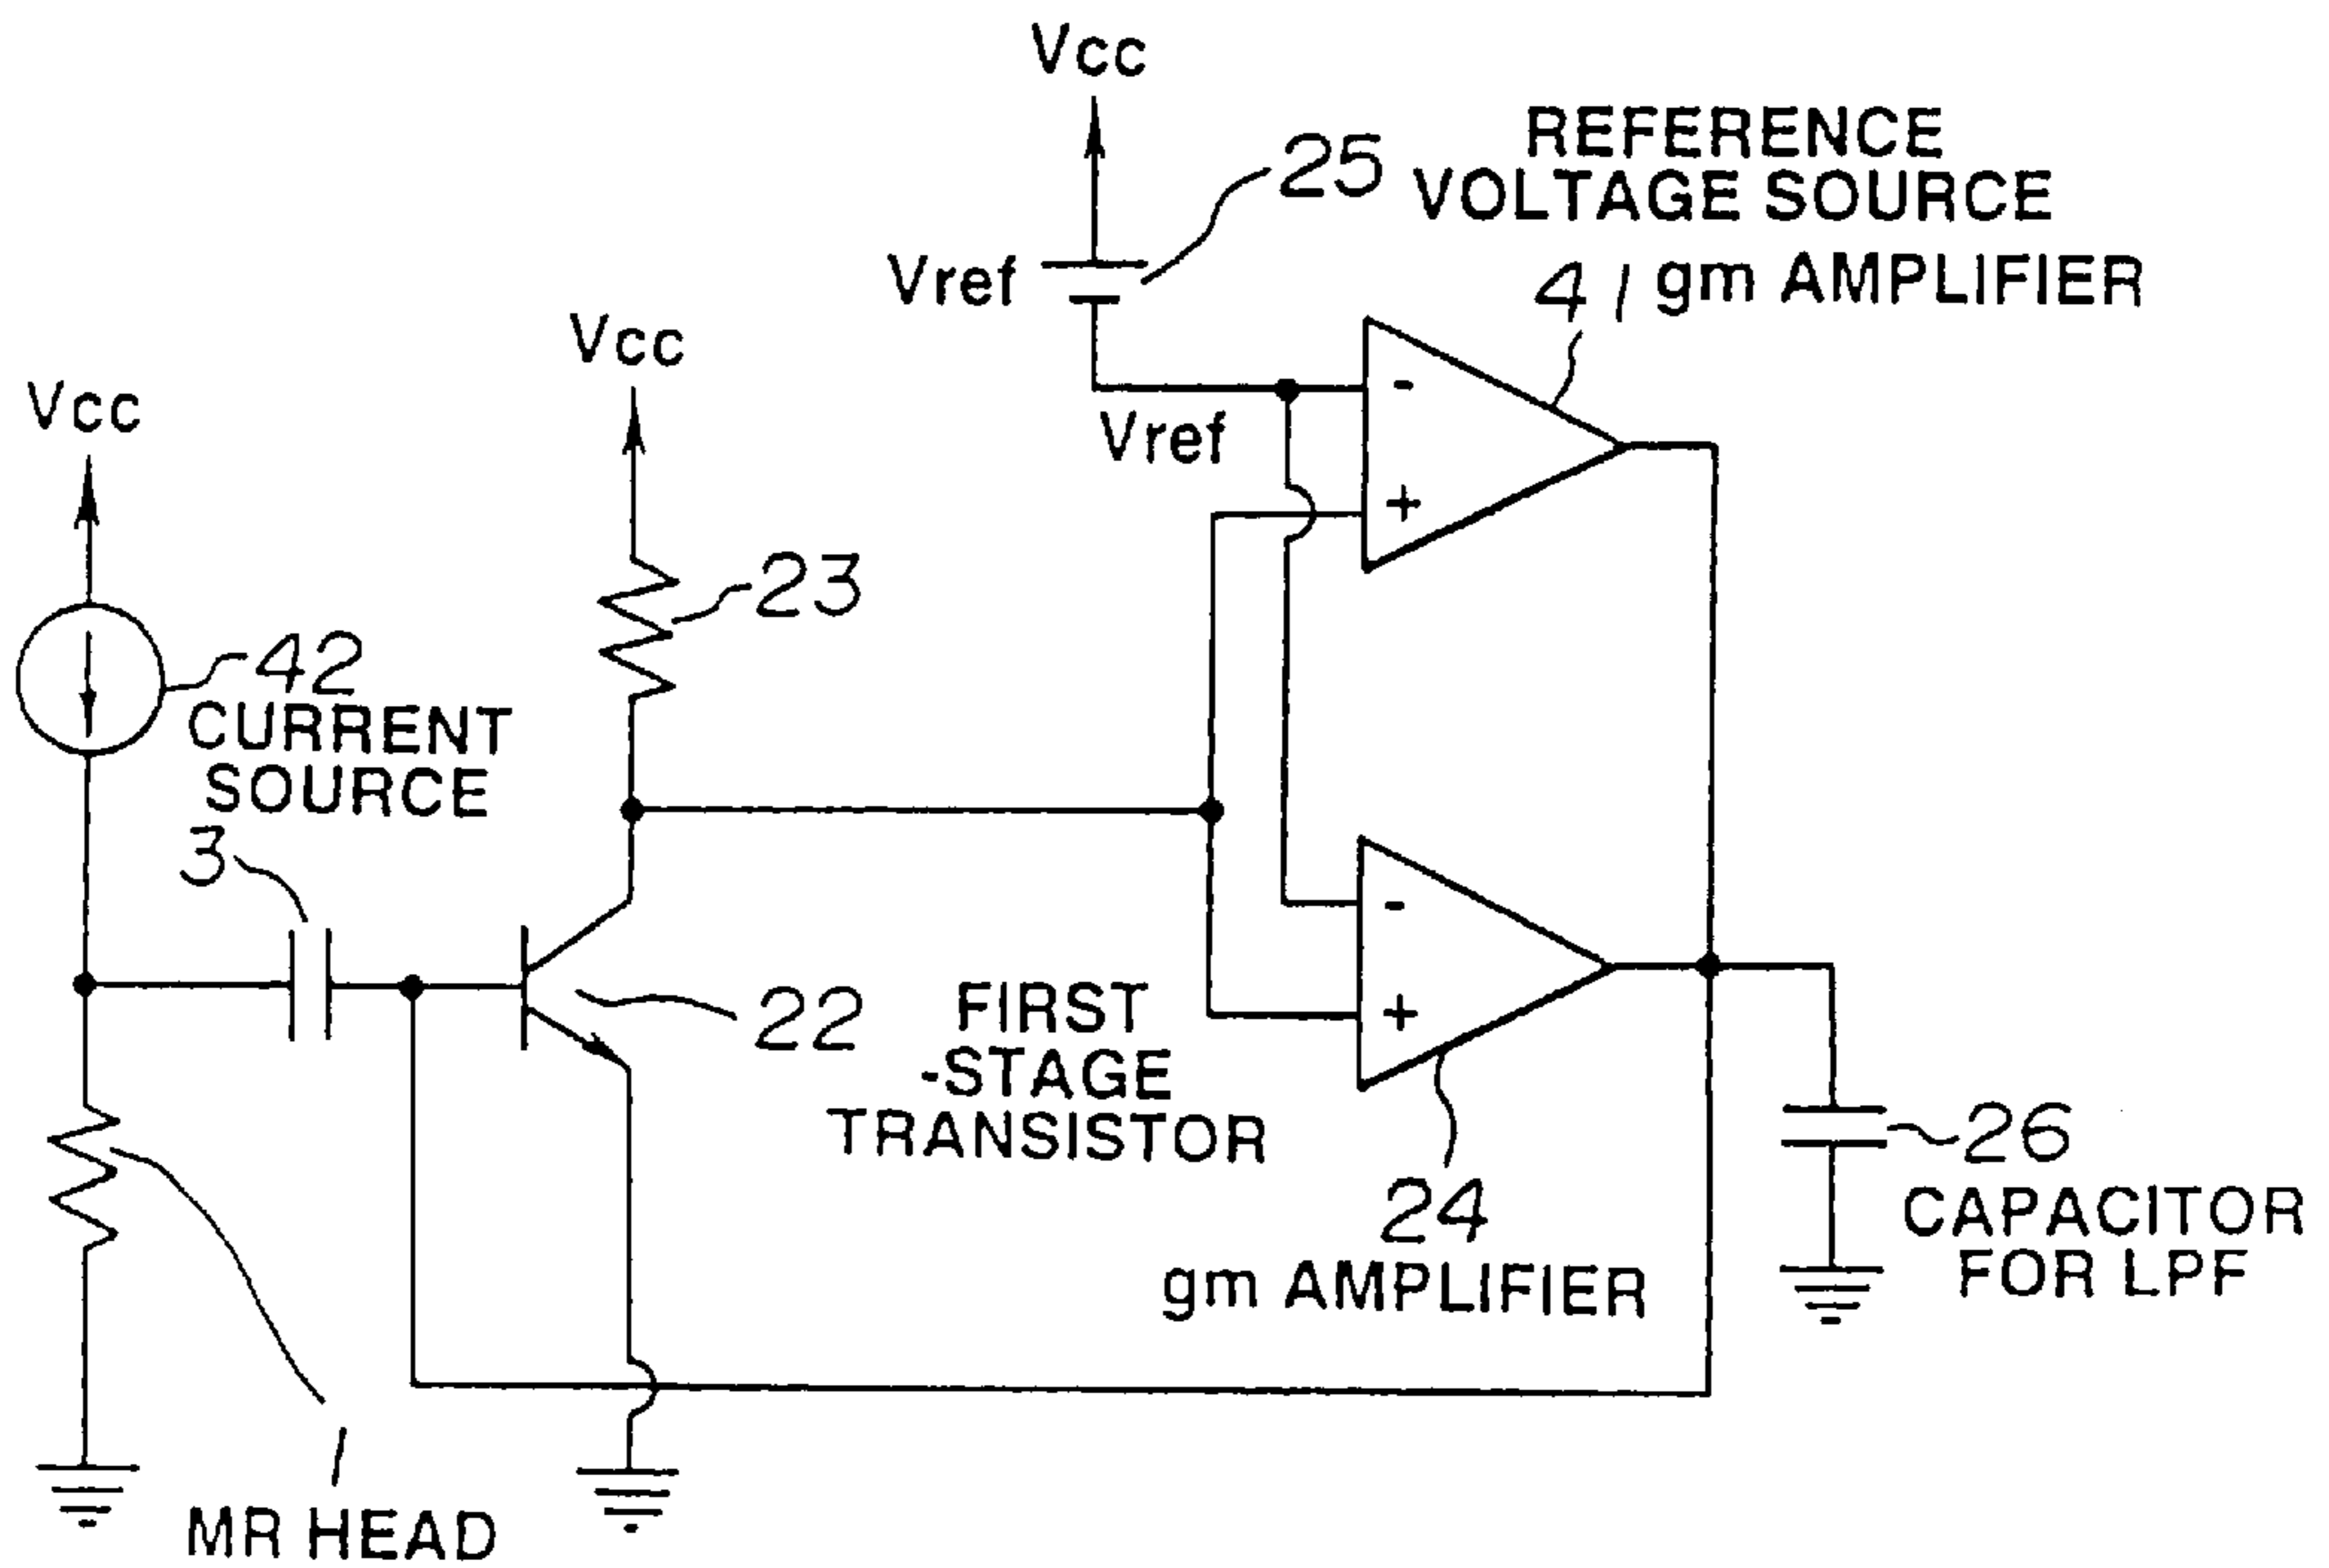 Vcc
25
REFERENCE
VOLTAGE SOURCE
Vref
41 gm AMPLIFIER
Vcc
-
Vref
Vcc
+
23
42
CURRENT
SOURCE
3
-
22
FIRST
-STAGE
TRANSISTOR
+
26
CAPACITOR
FOR LPF
24
gm AMPLIFIER
1
MR HEAD